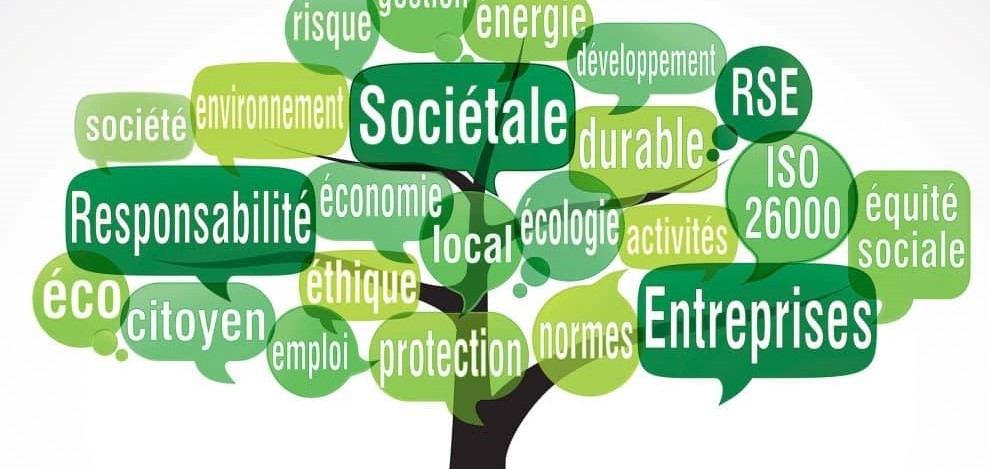 risque
gestion
énergie
développement
RSE
société
environnement
Sociétale
durable
ISO
26000
Responsabilité
économie
local
écologie
activités
équité
sociale
éco
citoyen
éthique
emploi
protection
normes
Entreprises